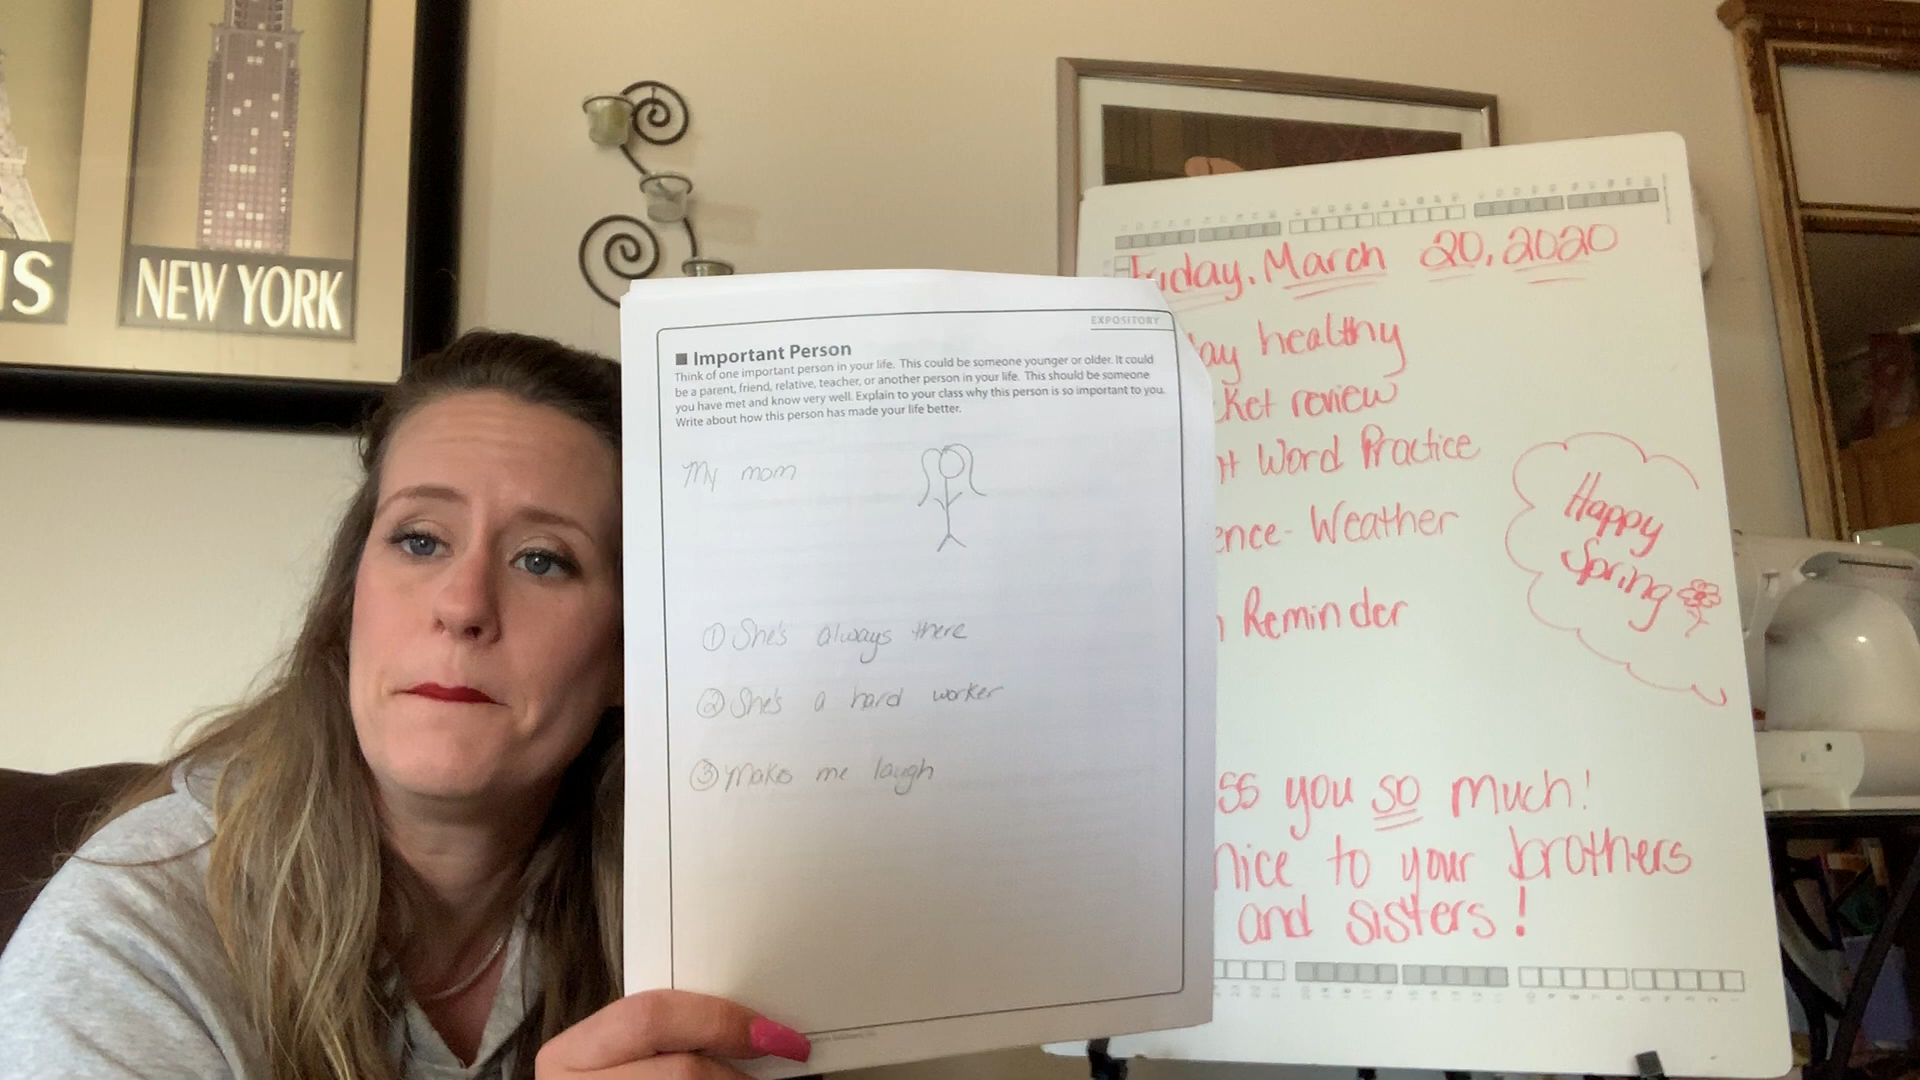 IS
NEW YORK
EXPOSITORY
Important Person
Think of one important person in your life. This could be someone younger or older. It could
be a parent, friend, relative, teacher, or another person in your life. This should be someone
you have met and know very well. Explain to your class why this person is so important to you.
Write about how this person has made your life better.
My mom
① She's always there
② She's a hard worker
③ Makes me laugh
Friday, March 20, 2020
ay healthy
ket review
ht Word Practice
ence - Weather
n Reminder
Happy
Spring
ss you so much!
nice to your brothers
and sisters!